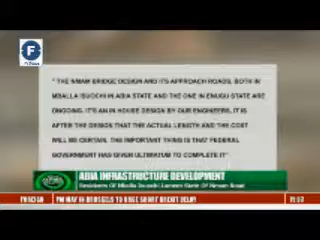 F
" THE NMAM BRIDGE DESIGN AND ITS APPROACH ROADS, BOTH IN
MBALLA ISUOCHI IN ABIA STATE AND THE ONE IN ENUGU STATE ARE
ONGOING. IT'S AN IN HOUSE DESIGN BY OUR ENGINEERS, IT IS
AFTER THE DESIGN THAT THE ACTUAL LENGTH AND THE COST
WILL BE CERTAIN. THE IMPORTANT THING IS THAT FEDERAL
GOVERNMENT HAS GIVEN ULTIMATUM TO COMPLETE IT"
ABIA INFRASTRUCTURE DEVELOPMENT
Residents Of Mballa Isuochi Lament State Of Nmam Road
PM MAY IN BRUSSELS TO URGE SHORT BREXIT DELAY